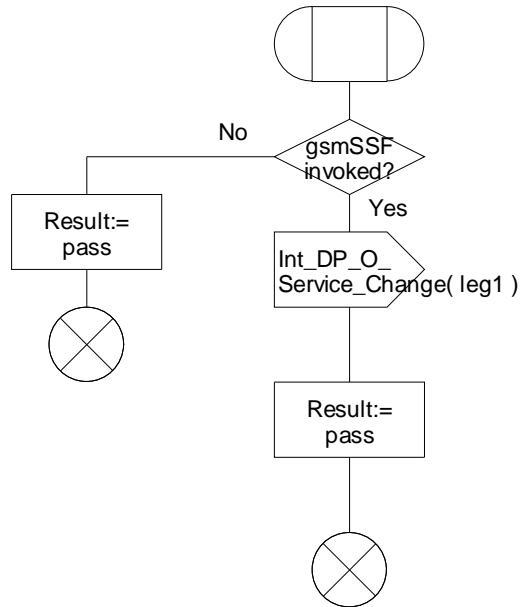 gsmSSF
invoked?
No
Yes
Result:=
pass
Int_DP_O_
Service_Change( leg1 )
Result:=
pass